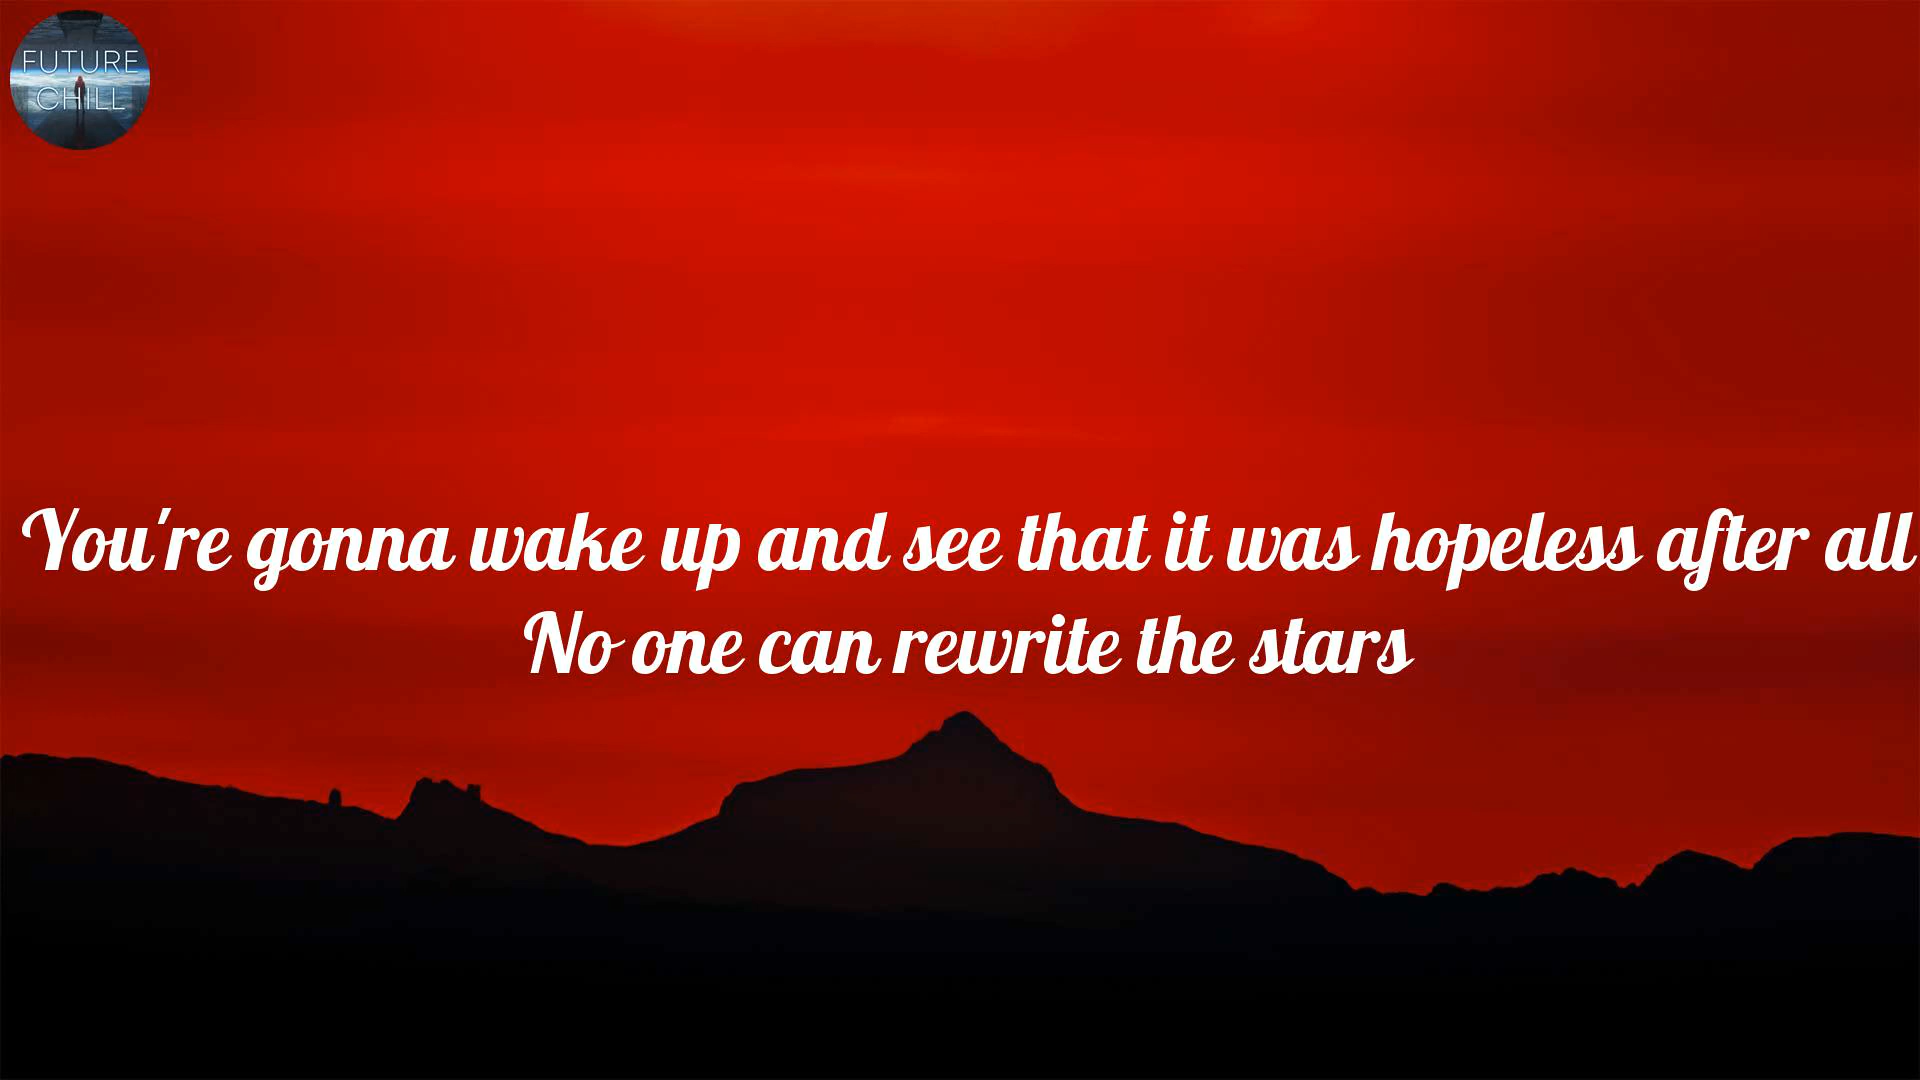 FUTURE
CHILL
You're gonna wake up and see that it was hopeless after all
No one can rewrite the stars